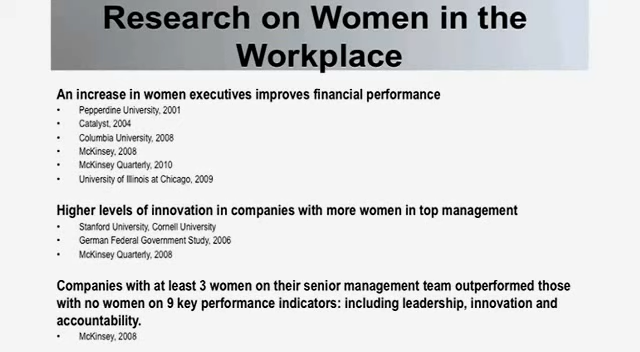 Research on Women in the
Workplace
An increase in women executives improves financial performance
• Pepperdine University, 2001
• Catalyst, 2004
• Columbia University, 2008
• McKinsey, 2008
• McKinsey Quarterly, 2010
• University of Illinois at Chicago, 2009
Higher levels of innovation in companies with more women in top management
• Stanford University, Cornell University
• German Federal Government Study, 2006
• McKinsey Quarterly, 2008
Companies with at least 3 women on their senior management team outperformed those
with no women on 9 key performance indicators: including leadership, innovation and
accountability.
• McKinsey, 2008